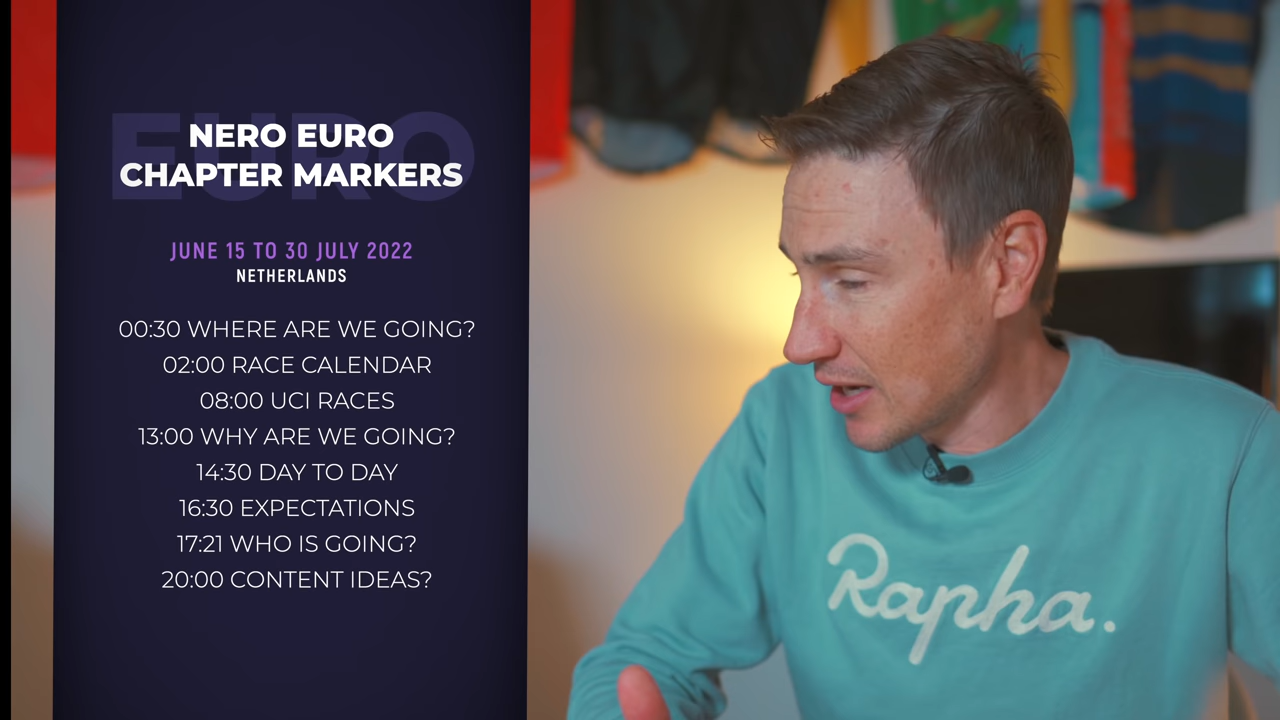 EURO
NERO EURO
CHAPTER MARKERS
JUNE 15 TO 30 JULY 2022
NETHERLANDS
00:30 WHERE ARE WE GOING?
02:00 RACE CALENDAR
08:00 UCI RACES
13:00 WHY ARE WE GOING?
14:30 DAY TO DAY
16:30 EXPECTATIONS
17:21 WHO IS GOING?
20:00 CONTENT IDEAS?
Rapha.